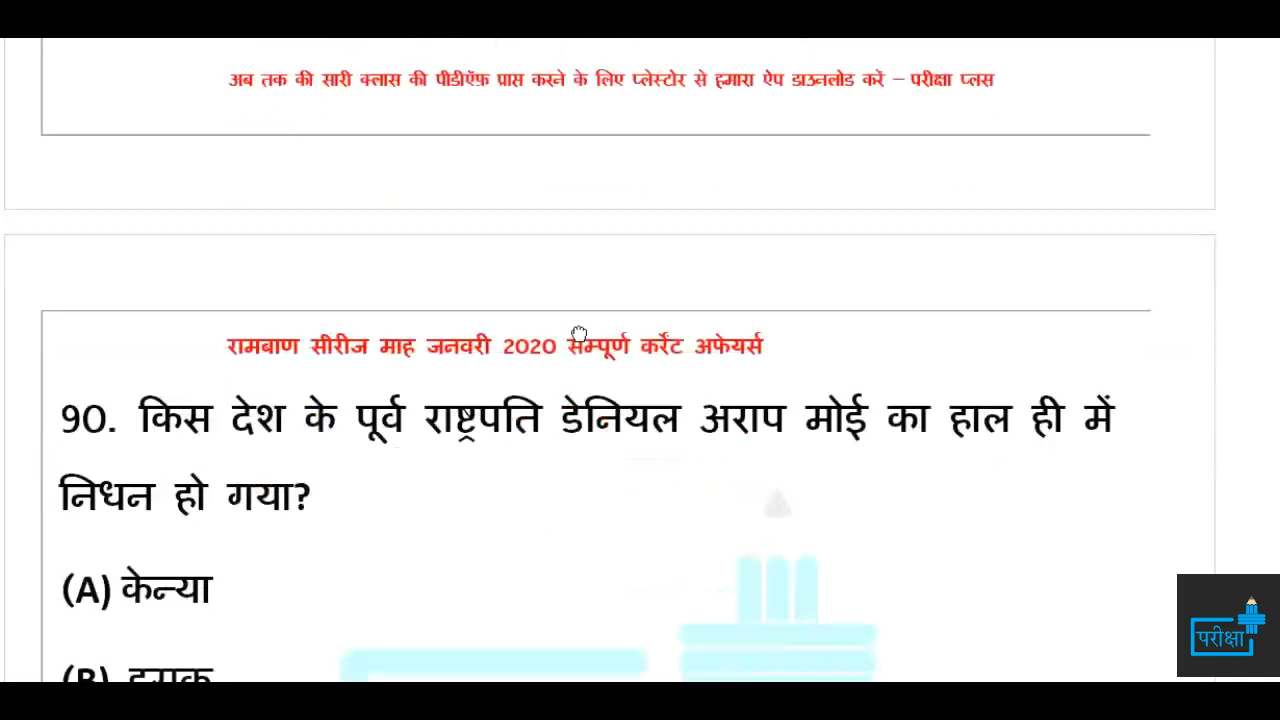 अब तक की सारी क्लास की पीडीऍफ़ प्राप्त करने के लिए प्लेस्टोर से हमारा ऐप डाउनलोड करें – परीक्षा प्लस
रामबाण सीरीज माह जनवरी 2020 सम्पूर्ण करेंट अफेयर्स
90. किस देश के पूर्व राष्ट्रपति डेनियल अराप मोई का हाल ही में
निधन हो गया?
(A) केन्या
(B)
परीक्षा